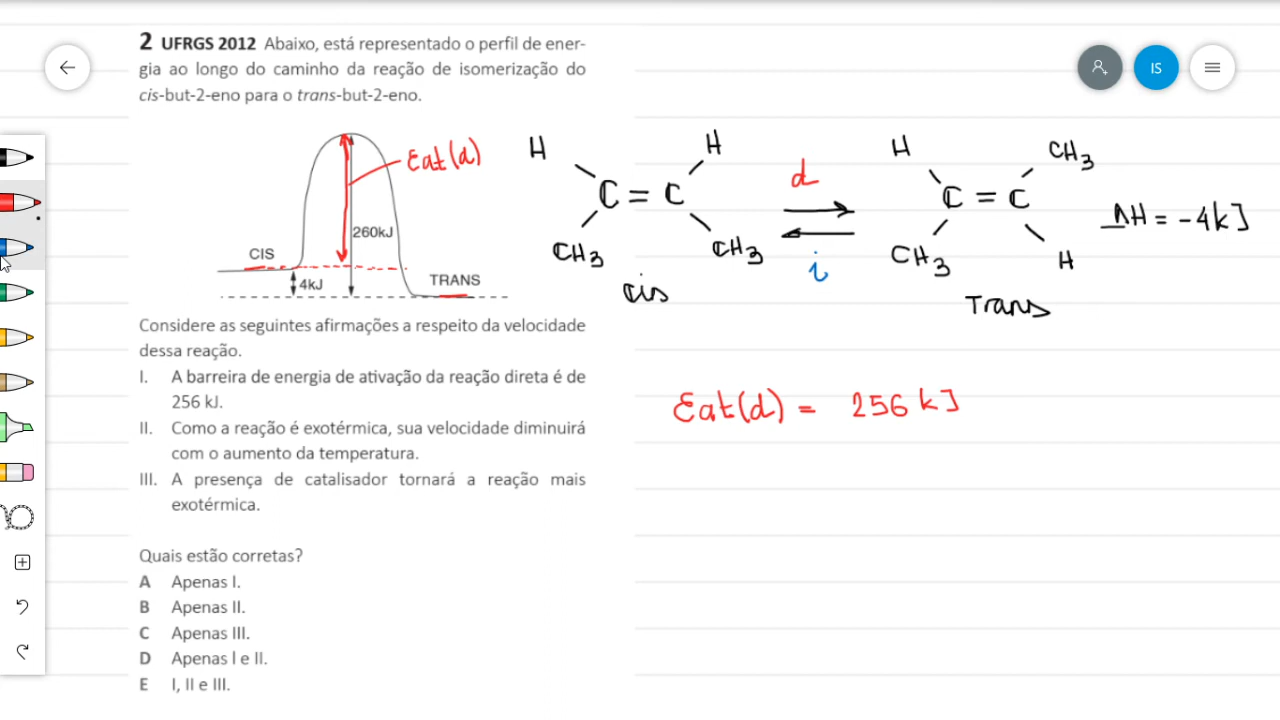 2 UFRGS 2012 Abaixo, está representado o perfil de ener-
gia ao longo do caminho da reação de isomerização do
cis-but-2-eno para o trans-but-2-eno.
IS
Eat(d)
260kJ
CIS
4kJ
TRANS
H H
C = C
CH3 CH3
cis
d
i
H CH3
C = C
CH3 H
Trans
ΔH = -4kJ
Considere as seguintes afirmações a respeito da velocidade
dessa reação.
I. A barreira de energia de ativação da reação direta é de
256 kJ.
II. Como a reação é exotérmica, sua velocidade diminuirá
com o aumento da temperatura.
III. A presença de catalisador tornará a reação mais
exotérmica.
Eat(d) = 256 kJ
Quais estão corretas?
A Apenas I.
B Apenas II.
C Apenas III.
D Apenas I e II.
E I, II e III.